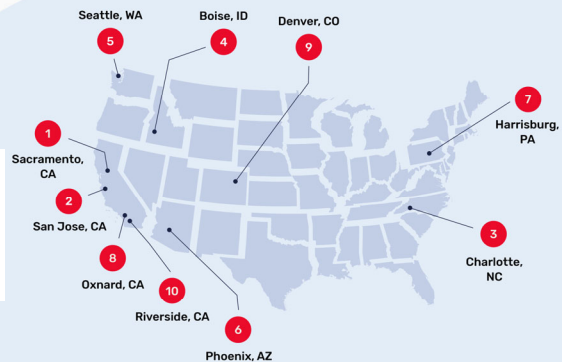 Seattle, WA
5
Boise, ID
4
Denver, CO
9
1
Sacramento,
CA
2
San Jose, CA
8
Oxnard, CA
10
Riverside, CA
6
Phoenix, AZ
7
Harrisburg,
PA
3
Charlotte,
NC